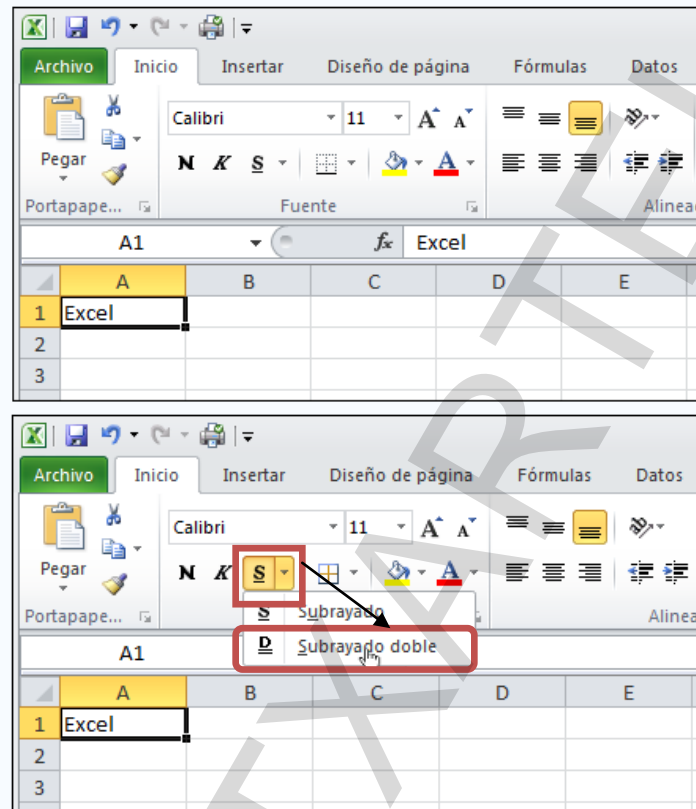 Archivo Inicio Insertar Diseño de página Fórmulas Datos
Calibri 11 A A
Pegar N K S A
Portapape... Fuente Alinea
A1 fx Excel
A B C D E
1 Excel
2
3
Archivo Inicio Insertar Diseño de página Fórmulas Datos
Calibri 11 A A
Pegar N K S A
Portapape... S Subrayado Alinea
A1 D Subrayado doble
A B C D E
1 Excel
2
3